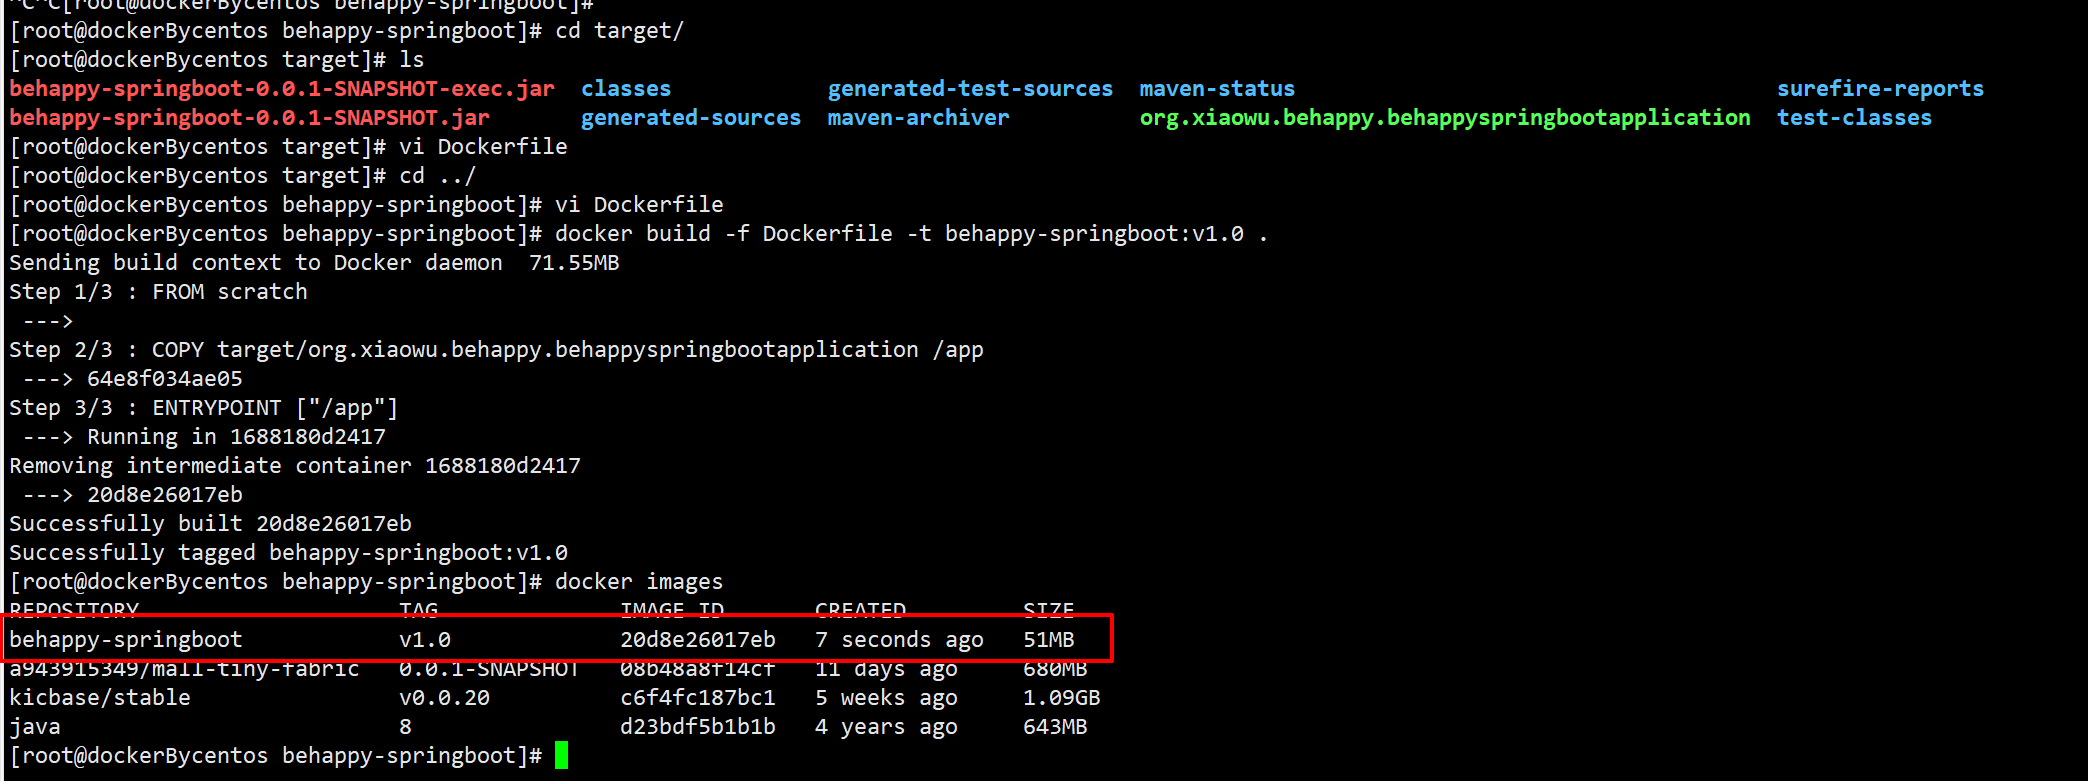 ^C^C[root@dockerBycentos behappy-springboot]#
[root@dockerBycentos behappy-springboot]# cd target/
[root@dockerBycentos target]# ls
behappy-springboot-0.0.1-SNAPSHOT-exec.jar  classes            generated-test-sources  maven-status                                     surefire-reports
behappy-springboot-0.0.1-SNAPSHOT.jar       generated-sources  maven-archiver          org.xiaowu.behappy.behappyspringbootapplication  test-classes
[root@dockerBycentos target]# vi Dockerfile
[root@dockerBycentos target]# cd ../
[root@dockerBycentos behappy-springboot]# vi Dockerfile
[root@dockerBycentos behappy-springboot]# docker build -f Dockerfile -t behappy-springboot:v1.0 .
Sending build context to Docker daemon  71.55MB
Step 1/3 : FROM scratch
 --->
Step 2/3 : COPY target/org.xiaowu.behappy.behappyspringbootapplication /app
 ---> 64e8f034ae05
Step 3/3 : ENTRYPOINT ["/app"]
 ---> Running in 1688180d2417
Removing intermediate container 1688180d2417
 ---> 20d8e26017eb
Successfully built 20d8e26017eb
Successfully tagged behappy-springboot:v1.0
[root@dockerBycentos behappy-springboot]# docker images
REPOSITORY                    TAG              IMAGE ID       CREATED         SIZE
behappy-springboot            v1.0             20d8e26017eb   7 seconds ago   51MB
a943915349/mall-tiny-fabric   0.0.1-SNAPSHOT   08b48a8f14cf   11 days ago     680MB
kicbase/stable                v0.0.20          c6f4fc187bc1   5 weeks ago     1.09GB
java                          8                d23bdf5b1b1b   4 years ago     643MB
[root@dockerBycentos behappy-springboot]#